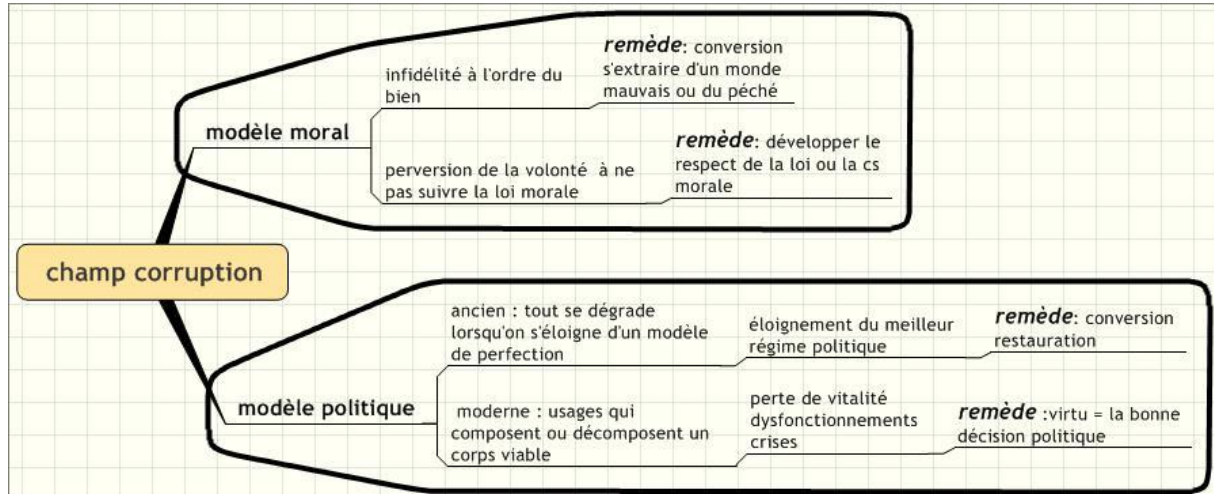 remède: conversion
s'extraire d'un monde
mauvais ou du péché
infidélité à l'ordre du
bien
modèle moral
remède: développer le
respect de la loi ou la cs
morale
perversion de la volonté à ne
pas suivre la loi morale
champ corruption
ancien : tout se dégrade
lorsqu'on s'éloigne d'un modèle
de perfection
éloignement du meilleur
régime politique
remède: conversion
restauration
modèle politique
moderne : usages qui
composent ou décomposent un
corps viable
perte de vitalité
dysfonctionnements
crises
remède :virtu = la bonne
décision politique